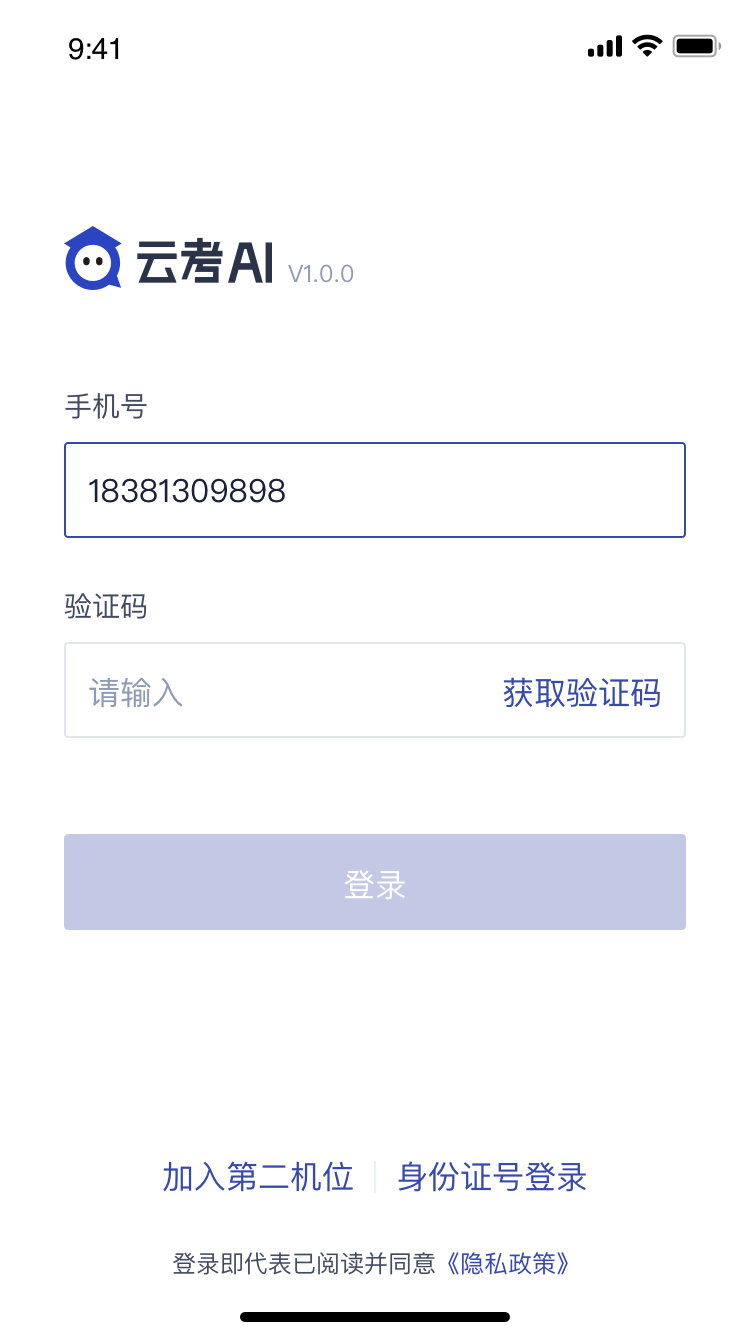 9:41
云考AI V1.0.0
手机号
18381309898
验证码
请输入 获取验证码
登录
加入第二机位 身份证号登录
登录即代表已阅读并同意《隐私政策》